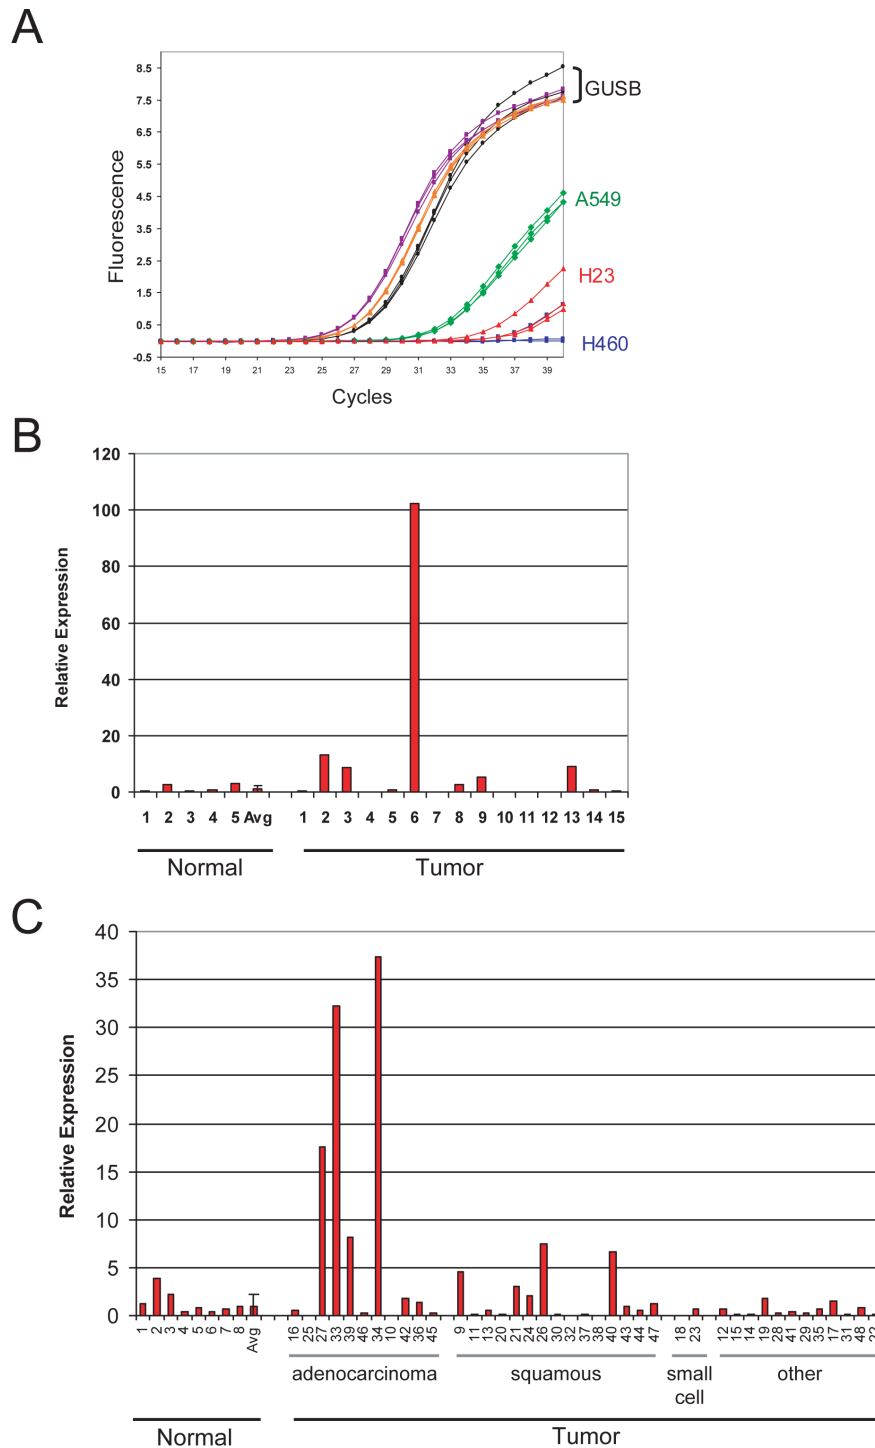 A
8.5
7.5
6.5
5.5
4.5
3.5
2.5
1.5
0.5
-0.5
Fluorescence
GUSB
A549
H23
H460
15 17 19 21 23 25 27 29 31 33 35 37 39
Cycles
B
120
100
80
60
40
20
0
Relative Expression
1 2 3 4 5 Avg 1 2 3 4 5 6 7 8 9 10 11 12 13 14 15
Normal Tumor
C
40
35
30
25
20
15
10
5
0
Relative Expression
1 2 3 4 5 6 7 8 Avg 16 25 27 33 39 46 34 10 42 36 45 9 11 13 20 21 24 26 30 32 37 38 40 43 44 47 18 23 12 15 14 19 28 41 29 35 17 31 48 22
adenocarcinoma squamous small cell other
Normal Tumor